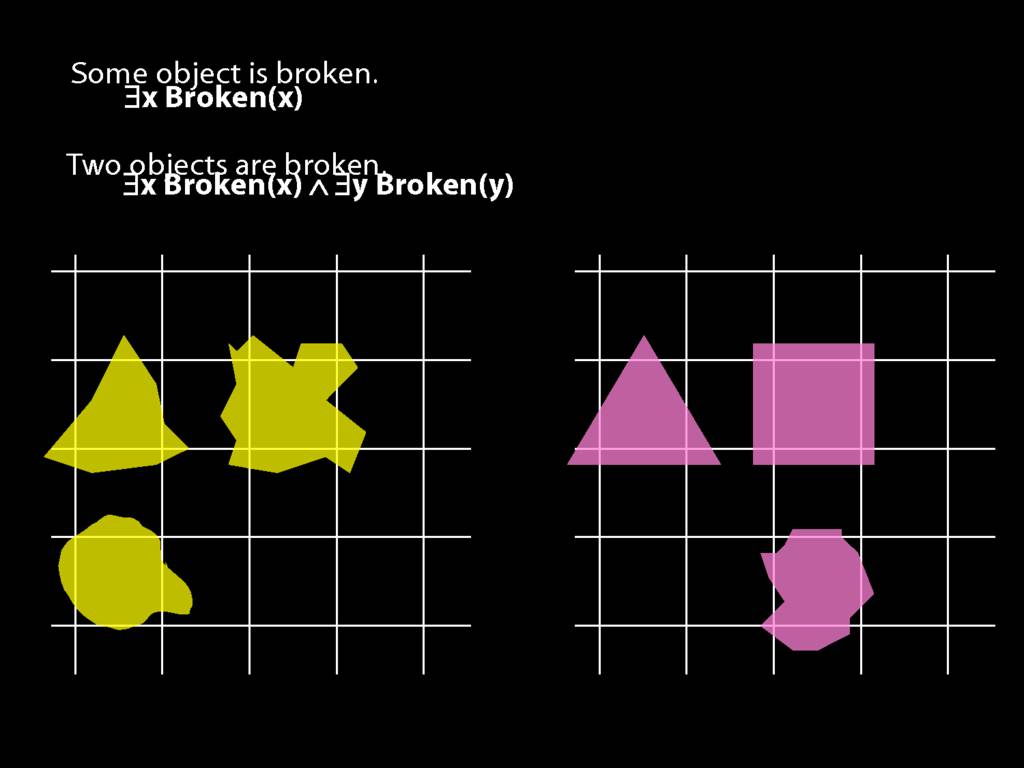 Some object is broken.
∃x Broken(x)
Two objects are broken.
∃x Broken(x) ∧ ∃y Broken(y)